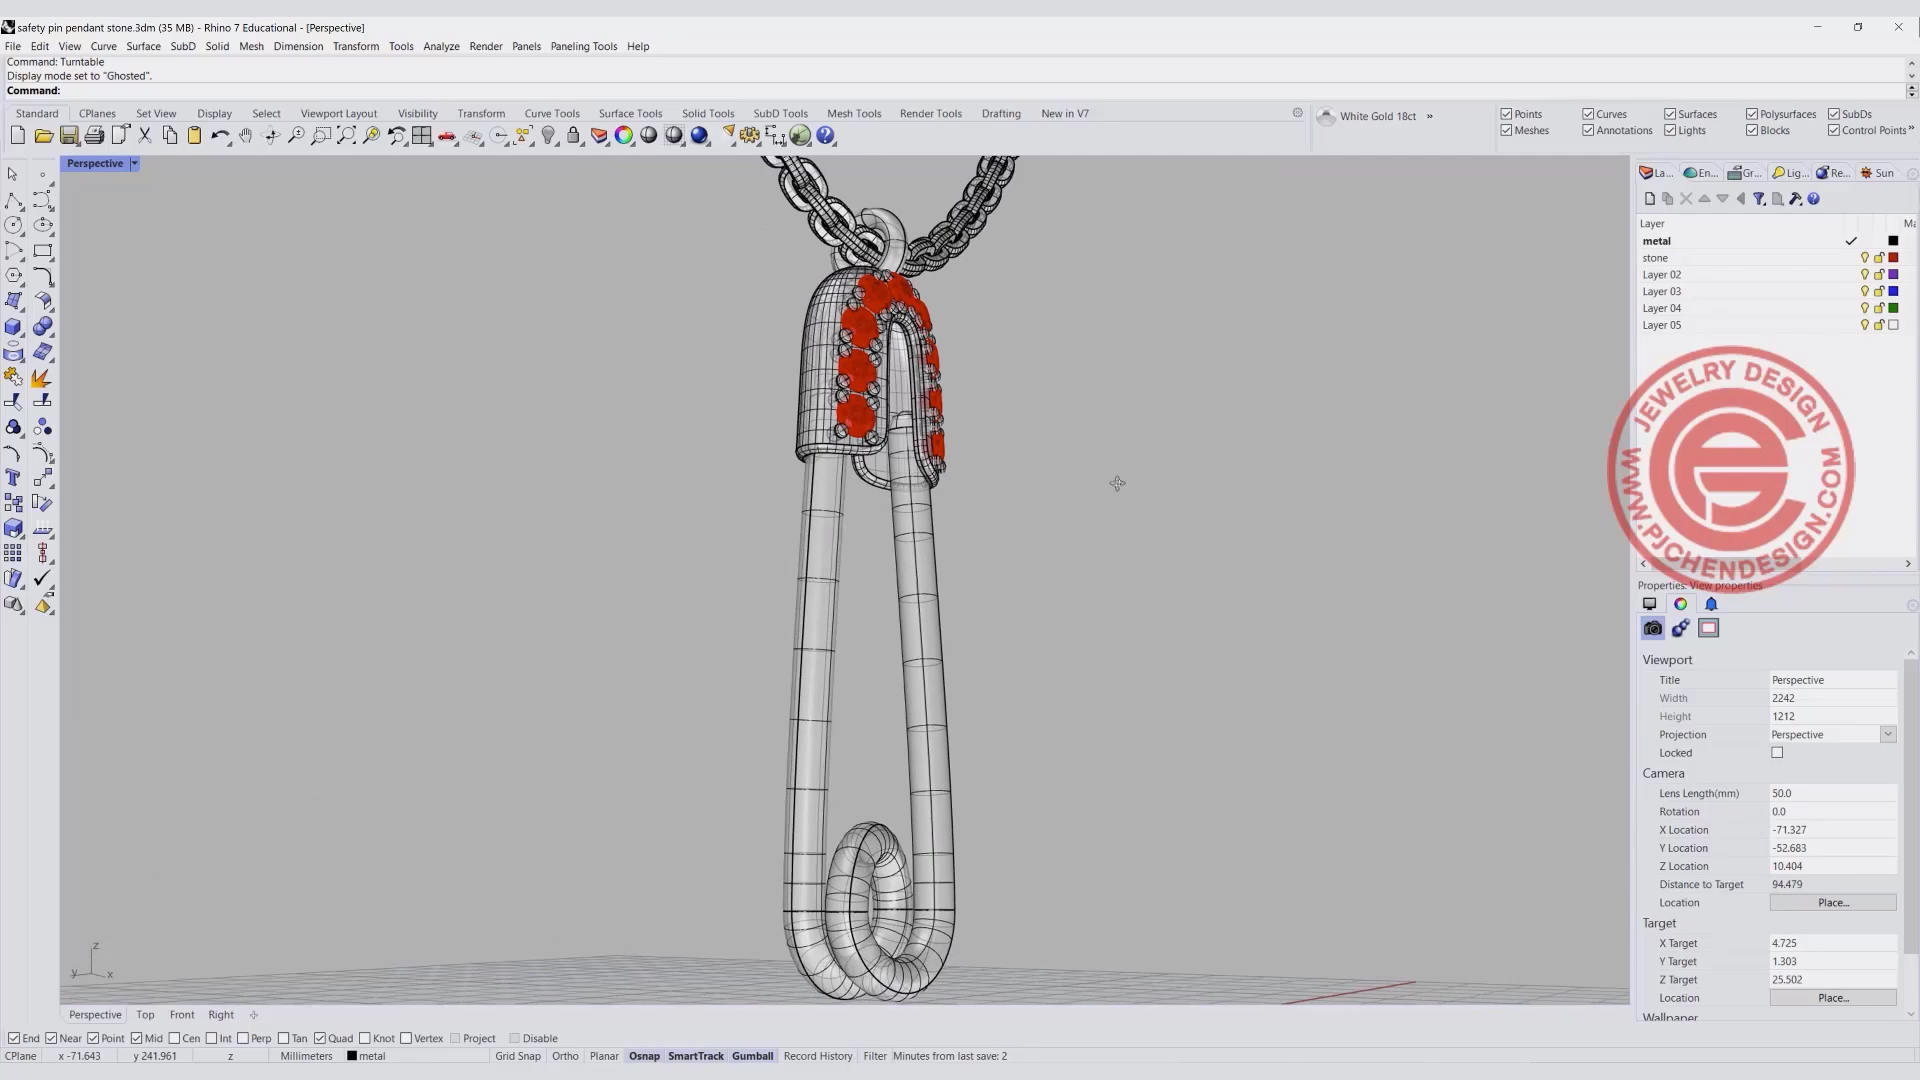 safety pin pendant stone.3dm (35 MB) - Rhino 7 Educational - [Perspective]
File Edit View Curve Surface SubD Solid Mesh Dimension Transform Tools Analyze Render Panels Paneling Tools Help
Command: Turntable
Display mode set to "Ghosted".
Command:
Standard CPlanes Set View Display Select Viewport Layout Visibility Transform Curve Tools Surface Tools Solid Tools SubD Tools Mesh Tools Render Tools Drafting New in V7
White Gold 18ct »
Points Curves Surfaces Polysurfaces SubDs
Meshes Annotations Lights Blocks Control Points »
Perspective
La... En... Gr... Lig... Re... Sun
Layer Ma
metal
stone
Layer 02
Layer 03
Layer 04
Layer 05
JEWELRY DESIGN
WWW.PJCHENDESIGN.COM
Properties: View properties
Viewport
Title Perspective
Width 2242
Height 1212
Projection Perspective
Locked
Camera
Lens Length(mm) 50.0
Rotation 0.0
X Location -71.327
Y Location -52.683
Z Location 10.404
Distance to Target 94.479
Location Place...
Target
X Target 4.725
Y Target 1.303
Z Target 25.502
Location Place...
Wallpaper
z
y x
Perspective Top Front Right
End Near Point Mid Cen Int Perp Tan Quad Knot Vertex Project Disable
CPlane x -71.643 y 241.961 z Millimeters metal Grid Snap Ortho Planar Osnap SmartTrack Gumball Record History Filter Minutes from last save: 2